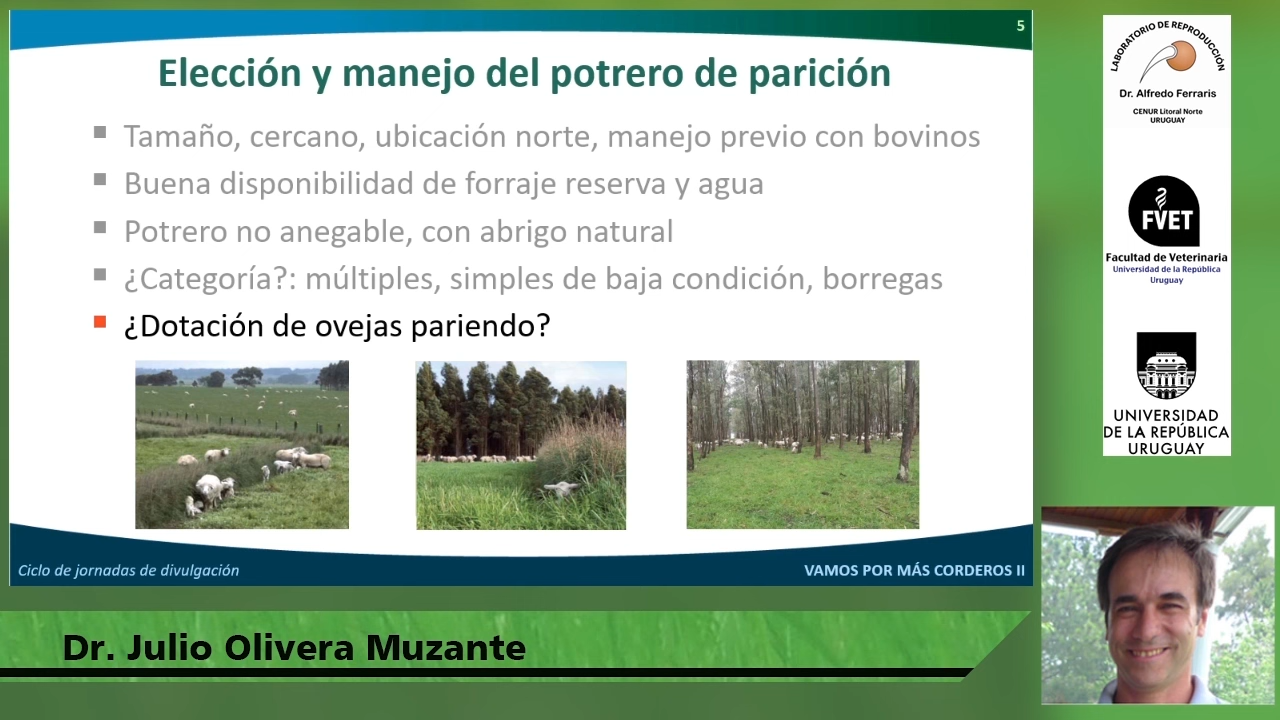 5
Elección y manejo del potrero de parición
Tamaño, cercano, ubicación norte, manejo previo con bovinos
Buena disponibilidad de forraje reserva y agua
Potrero no anegable, con abrigo natural
¿Categoría?: múltiples, simples de baja condición, borregas
¿Dotación de ovejas pariendo?
Ciclo de jornadas de divulgación
VAMOS POR MÁS CORDEROS II
Dr. Julio Olivera Muzante
LABORATORIO DE REPRODUCCIÓN
Dr. Alfredo Ferraris
CENUR Litoral Norte
URUGUAY
FVET
Facultad de Veterinaria
Universidad de la República
Uruguay
UNIVERSIDAD
DE LA REPÚBLICA
URUGUAY